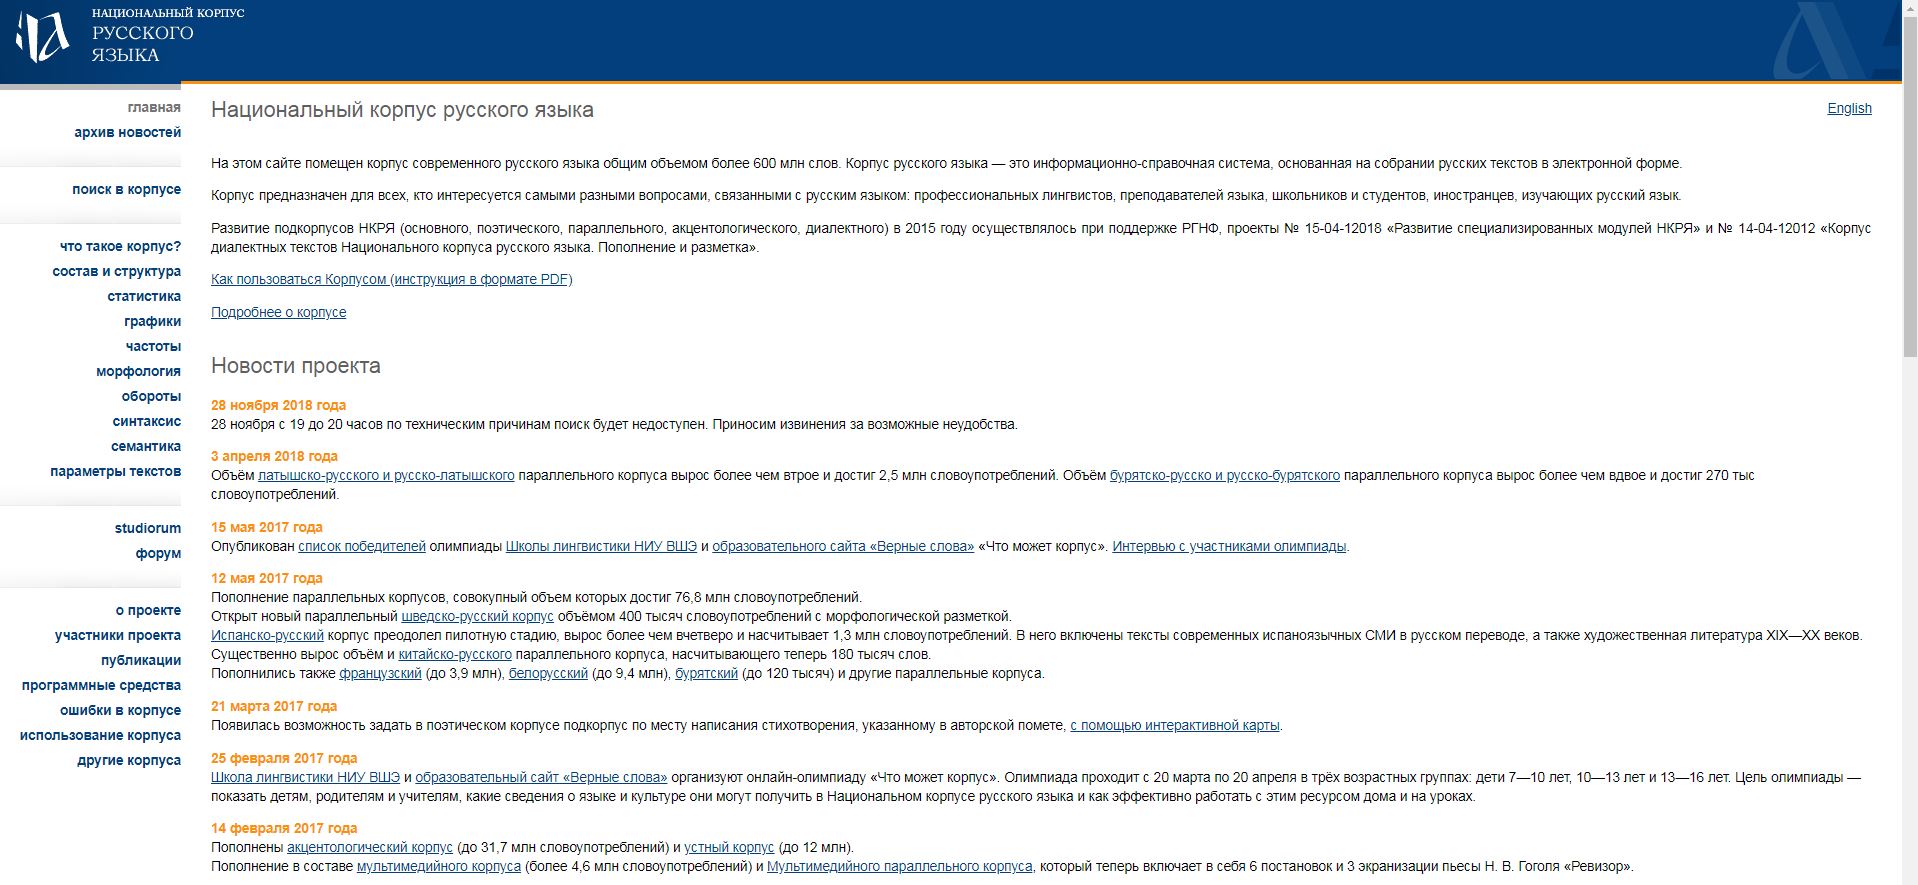 НАЦИОНАЛЬНЫЙ КОРПУС
РУССКОГО
ЯЗЫКА
главная
архив новостей
поиск в корпусе
что такое корпус?
состав и структура
статистика
графики
частоты
морфология
обороты
синтаксис
семантика
параметры текстов
studiorum
форум
о проекте
участники проекта
публикации
программные средства
ошибки в корпусе
использование корпуса
другие корпуса
Национальный корпус русского языка
English
На этом сайте помещен корпус современного русского языка общим объемом более 600 млн слов. Корпус русского языка — это информационно-справочная система, основанная на собрании русских текстов в электронной форме.
Корпус предназначен для всех, кто интересуется самыми разными вопросами, связанными с русским языком: профессиональных лингвистов, преподавателей языка, школьников и студентов, иностранцев, изучающих русский язык.
Развитие подкорпусов НКРЯ (основного, поэтического, параллельного, акцентологического, диалектного) в 2015 году осуществлялось при поддержке РГНФ, проекты № 15-04-12018 «Развитие специализированных модулей НКРЯ» и № 14-04-12012 «Корпус
диалектных текстов Национального корпуса русского языка. Пополнение и разметка».
Как пользоваться Корпусом (инструкция в формате PDF)
Подробнее о корпусе
Новости проекта
28 ноября 2018 года
28 ноября с 19 до 20 часов по техническим причинам поиск будет недоступен. Приносим извинения за возможные неудобства.
3 апреля 2018 года
Объём латышско-русского и русско-латышского параллельного корпуса вырос более чем втрое и достиг 2,5 млн словоупотреблений. Объём бурятско-русско и русско-бурятского параллельного корпуса вырос более чем вдвое и достиг 270 тыс
словоупотреблений.
15 мая 2017 года
Опубликован список победителей олимпиады Школы лингвистики НИУ ВШЭ и образовательного сайта «Верные слова» «Что может корпус». Интервью с участниками олимпиады.
12 мая 2017 года
Пополнение параллельных корпусов, совокупный объем которых достиг 76,8 млн словоупотреблений.
Открыт новый параллельный шведско-русский корпус объёмом 400 тысяч словоупотреблений с морфологической разметкой.
Испанско-русский корпус преодолел пилотную стадию, вырос более чем вчетверо и насчитывает 1,3 млн словоупотреблений. В него включены тексты современных испаноязычных СМИ в русском переводе, а также художественная литература XIX—XX веков.
Существенно вырос объём и китайско-русского параллельного корпуса, насчитывающего теперь 180 тысяч слов.
Пополнились также французский (до 3,9 млн), белорусский (до 9,4 млн), бурятский (до 120 тысяч) и другие параллельные корпуса.
21 марта 2017 года
Появилась возможность задать в поэтическом корпусе подкорпус по месту написания стихотворения, указанному в авторской помете, с помощью интерактивной карты.
25 февраля 2017 года
Школа лингвистики НИУ ВШЭ и образовательный сайт «Верные слова» организуют онлайн-олимпиаду «Что может корпус». Олимпиада проходит с 20 марта по 20 апреля в трёх возрастных группах: дети 7—10 лет, 10—13 лет и 13—16 лет. Цель олимпиады —
показать детям, родителям и учителям, какие сведения о языке и культуре они могут получить в Национальном корпусе русского языка и как эффективно работать с этим ресурсом дома и на уроках.
14 февраля 2017 года
Пополнены акцентологический корпус (до 31,7 млн словоупотреблений) и устный корпус (до 12 млн).
Пополнение в составе мультимедийного корпуса (более 4,6 млн словоупотреблений) и Мультимедийного параллельного корпуса, который теперь включает в себя 6 постановок и 3 экранизации пьесы Н. В. Гоголя «Ревизор».